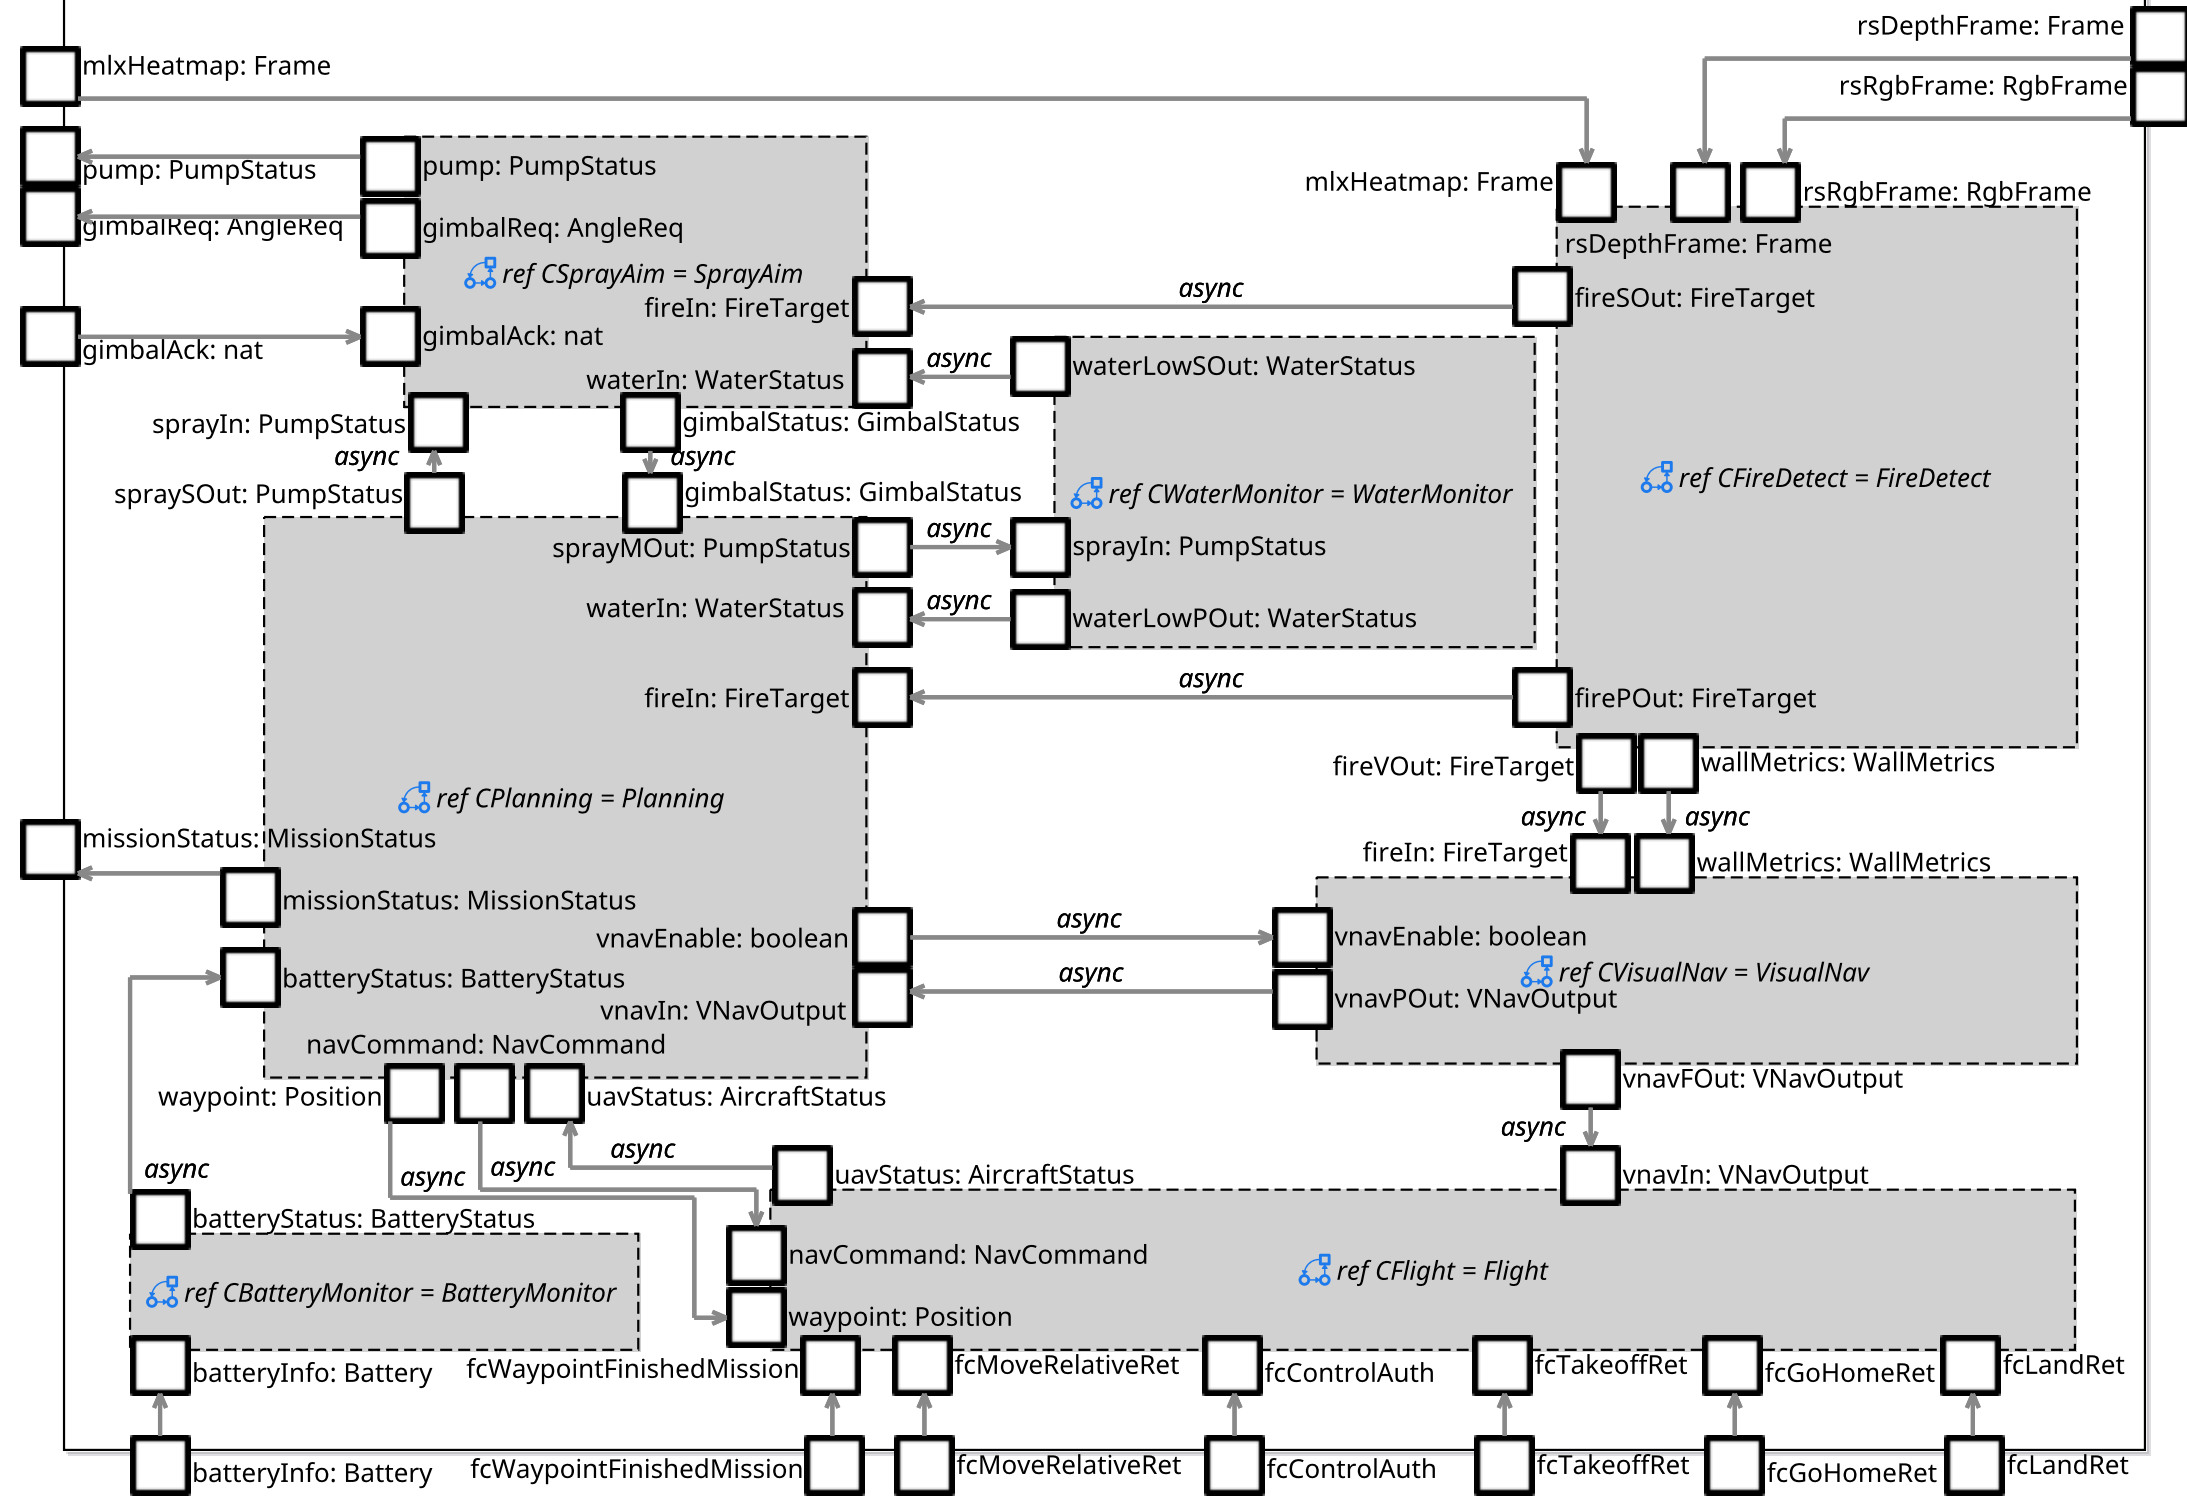 rsDepthFrame: Frame
mlxHeatmap: Frame
rsRgbFrame: RgbFrame
pump: PumpStatus
pump: PumpStatus
mlxHeatmap: Frame
rsRgbFrame: RgbFrame
gimbalReq: AngleReq
gimbalReq: AngleReq
rsDepthFrame: Frame
ref CSprayAim = SprayAim
async
fireIn: FireTarget
fireSOut: FireTarget
gimbalAck: nat
gimbalAck: nat
async
waterLowSOut: WaterStatus
waterIn: WaterStatus
sprayIn: PumpStatus
gimbalStatus: GimbalStatus
async
async
ref CFireDetect = FireDetect
spraySOut: PumpStatus
gimbalStatus: GimbalStatus
ref CWaterMonitor = WaterMonitor
async
sprayMOut: PumpStatus
sprayIn: PumpStatus
async
waterIn: WaterStatus
waterLowPOut: WaterStatus
async
fireIn: FireTarget
firePOut: FireTarget
fireVOut: FireTarget
wallMetrics: WallMetrics
ref CPlanning = Planning
async
async
missionStatus: MissionStatus
fireIn: FireTarget
wallMetrics: WallMetrics
missionStatus: MissionStatus
async
vnavEnable: boolean
vnavEnable: boolean
batteryStatus: BatteryStatus
async
ref CVisualNav = VisualNav
vnavIn: VNavOutput
vnavPOut: VNavOutput
navCommand: NavCommand
waypoint: Position
uavStatus: AircraftStatus
vnavFOut: VNavOutput
async
async
async
async
async
uavStatus: AircraftStatus
vnavIn: VNavOutput
batteryStatus: BatteryStatus
navCommand: NavCommand
ref CFlight = Flight
ref CBatteryMonitor = BatteryMonitor
waypoint: Position
batteryInfo: Battery
fcWaypointFinishedMission
fcMoveRelativeRet
fcControlAuth
fcTakeoffRet
fcGoHomeRet
fcLandRet
batteryInfo: Battery
fcWaypointFinishedMission
fcMoveRelativeRet
fcControlAuth
fcTakeoffRet
fcGoHomeRet
fcLandRet